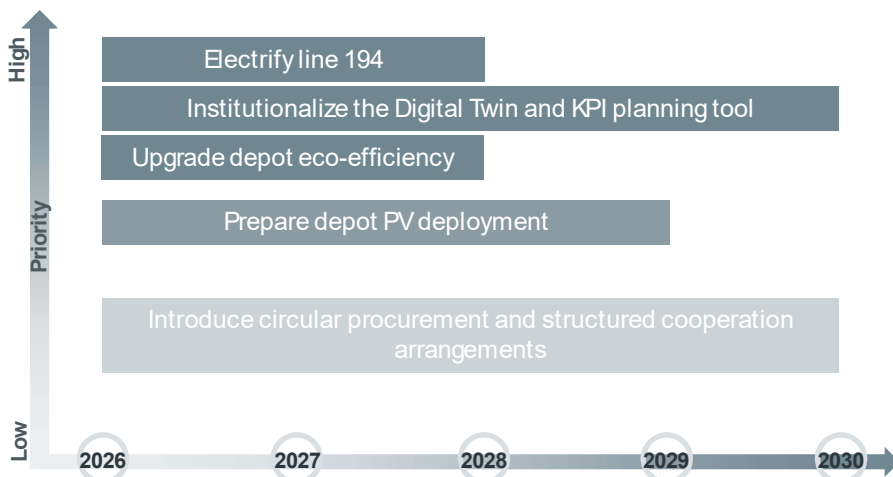 High
Electrify line 194
Institutionalize the Digital Twin and KPI planning tool
Upgrade depot eco-efficiency
Priority
Prepare depot PV deployment
Introduce circular procurement and structured cooperation
arrangements
Low
2026 2027 2028 2029 2030